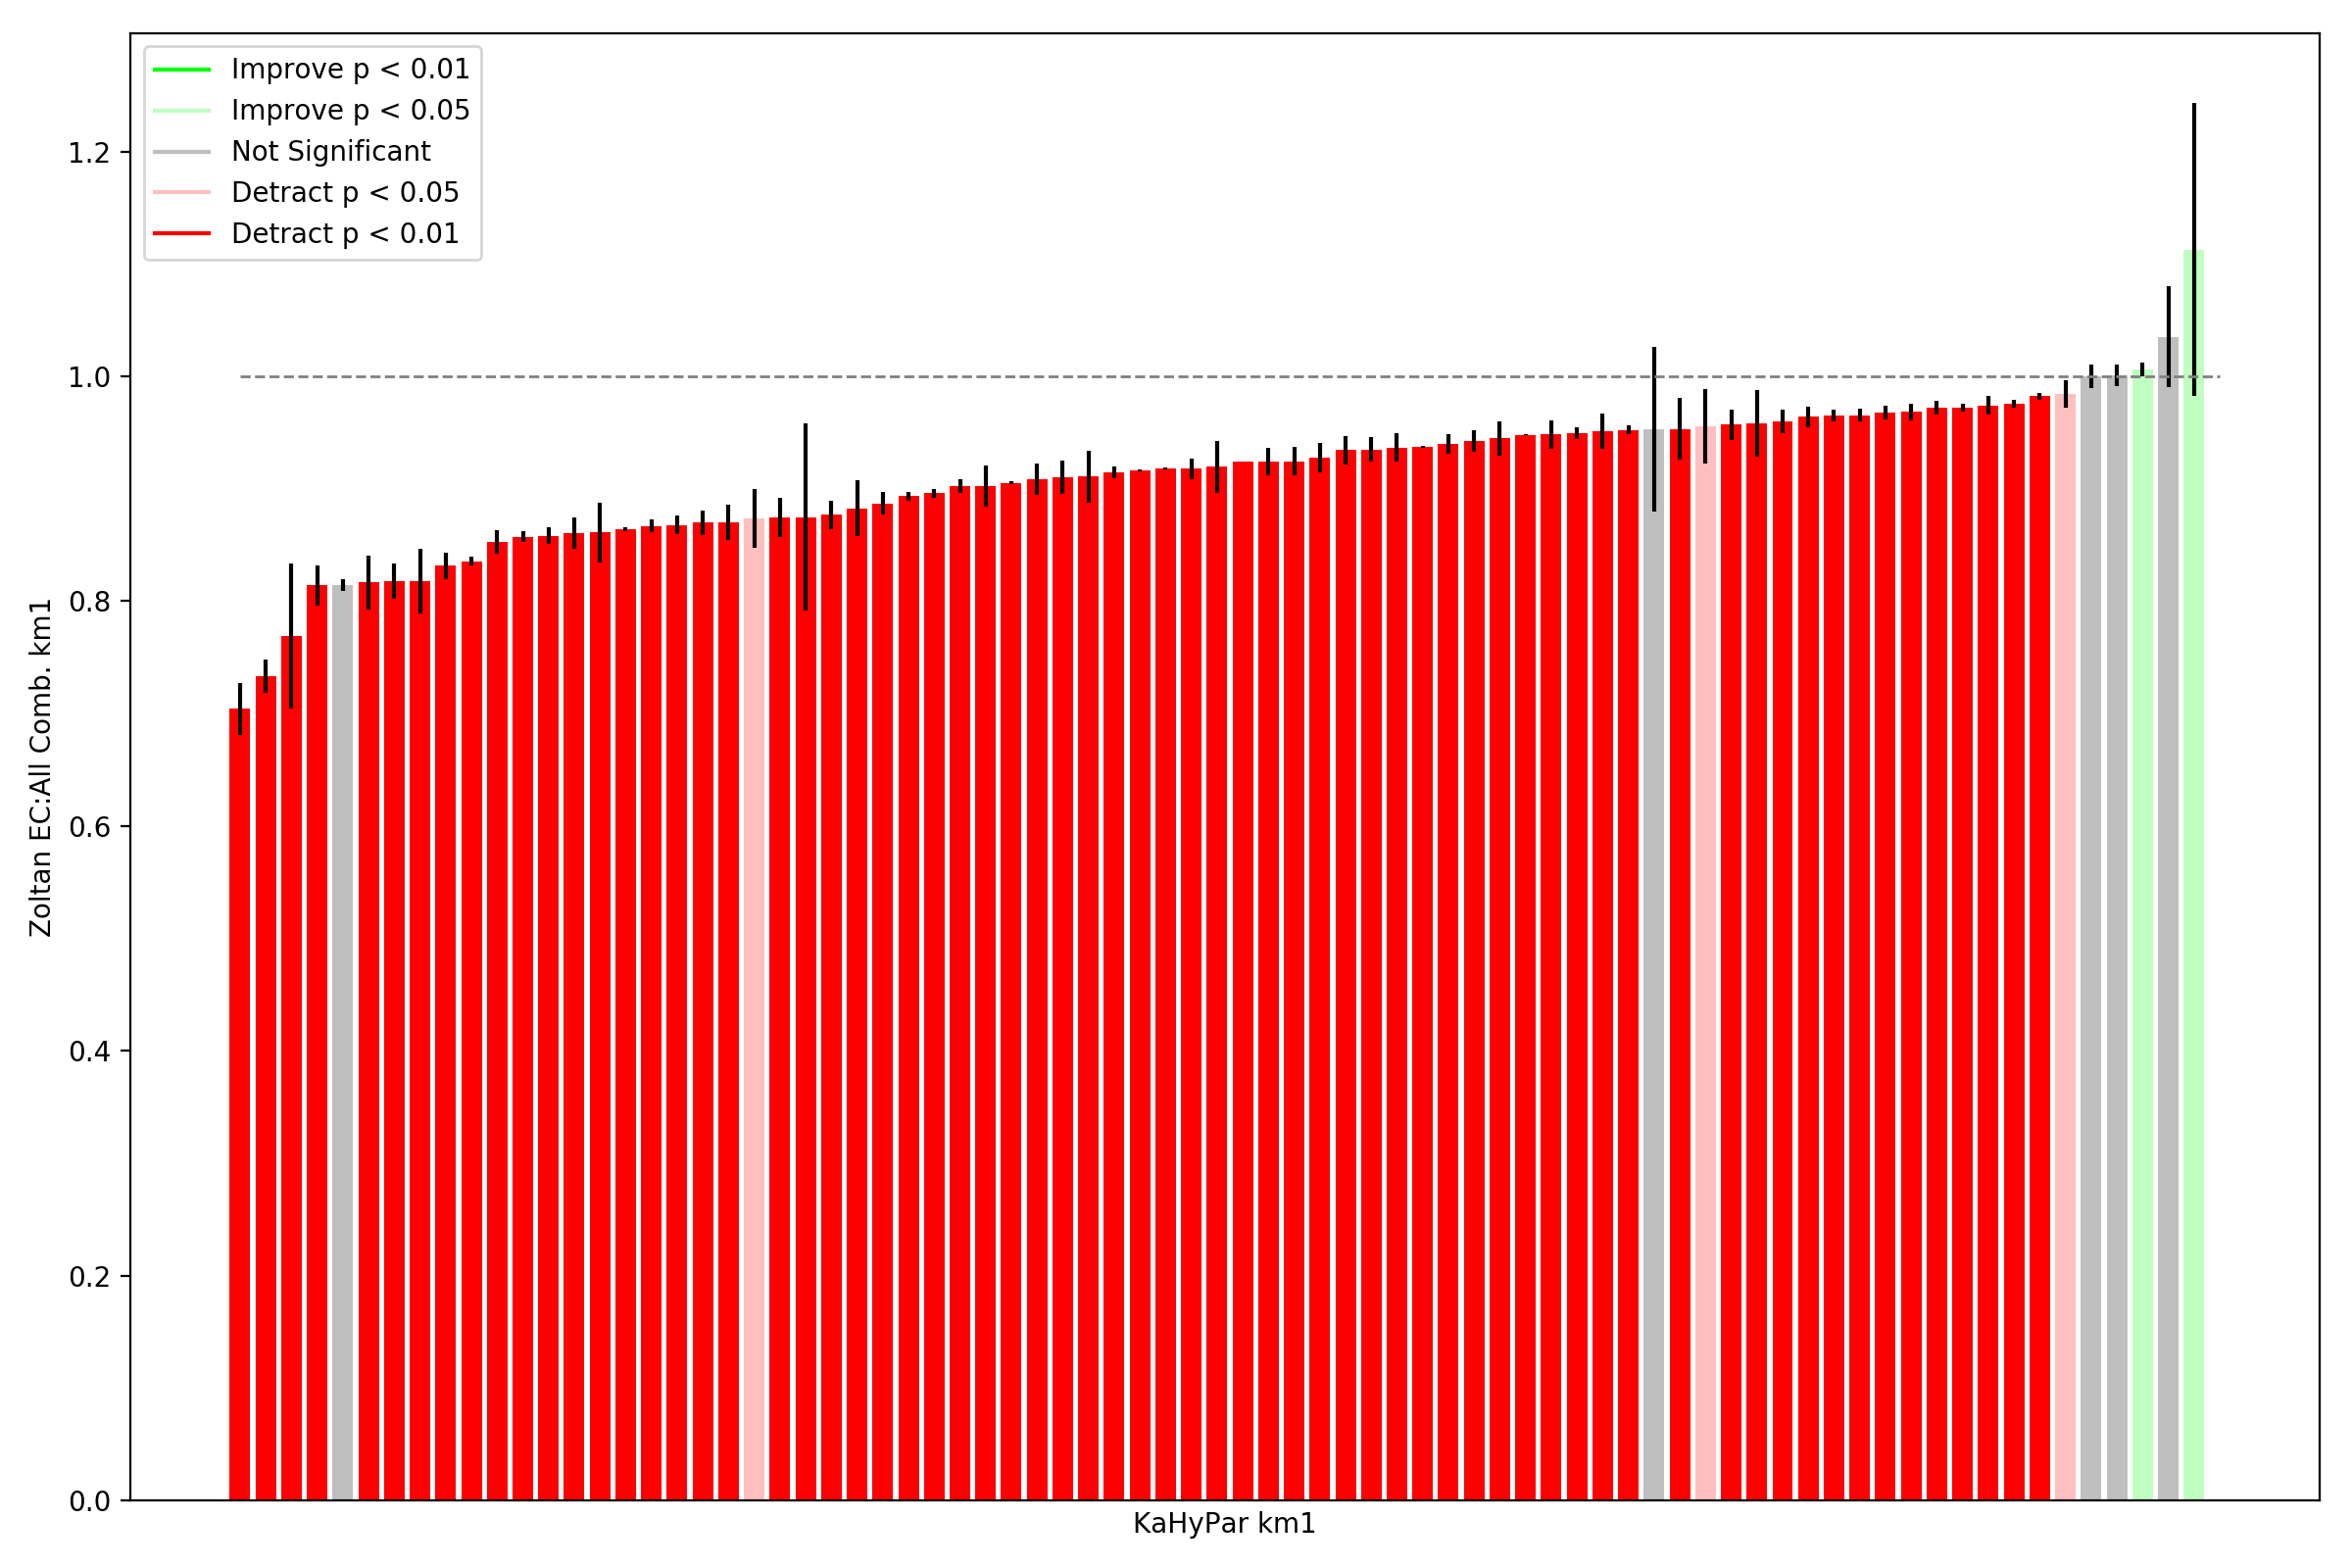 Improve p < 0.01
Improve p < 0.05
Not Significant
Detract p < 0.05
Detract p < 0.01
1.2
1.0
0.8
0.6
0.4
0.2
0.0
Zoltan EC:All Comb. km1
KaHyPar km1